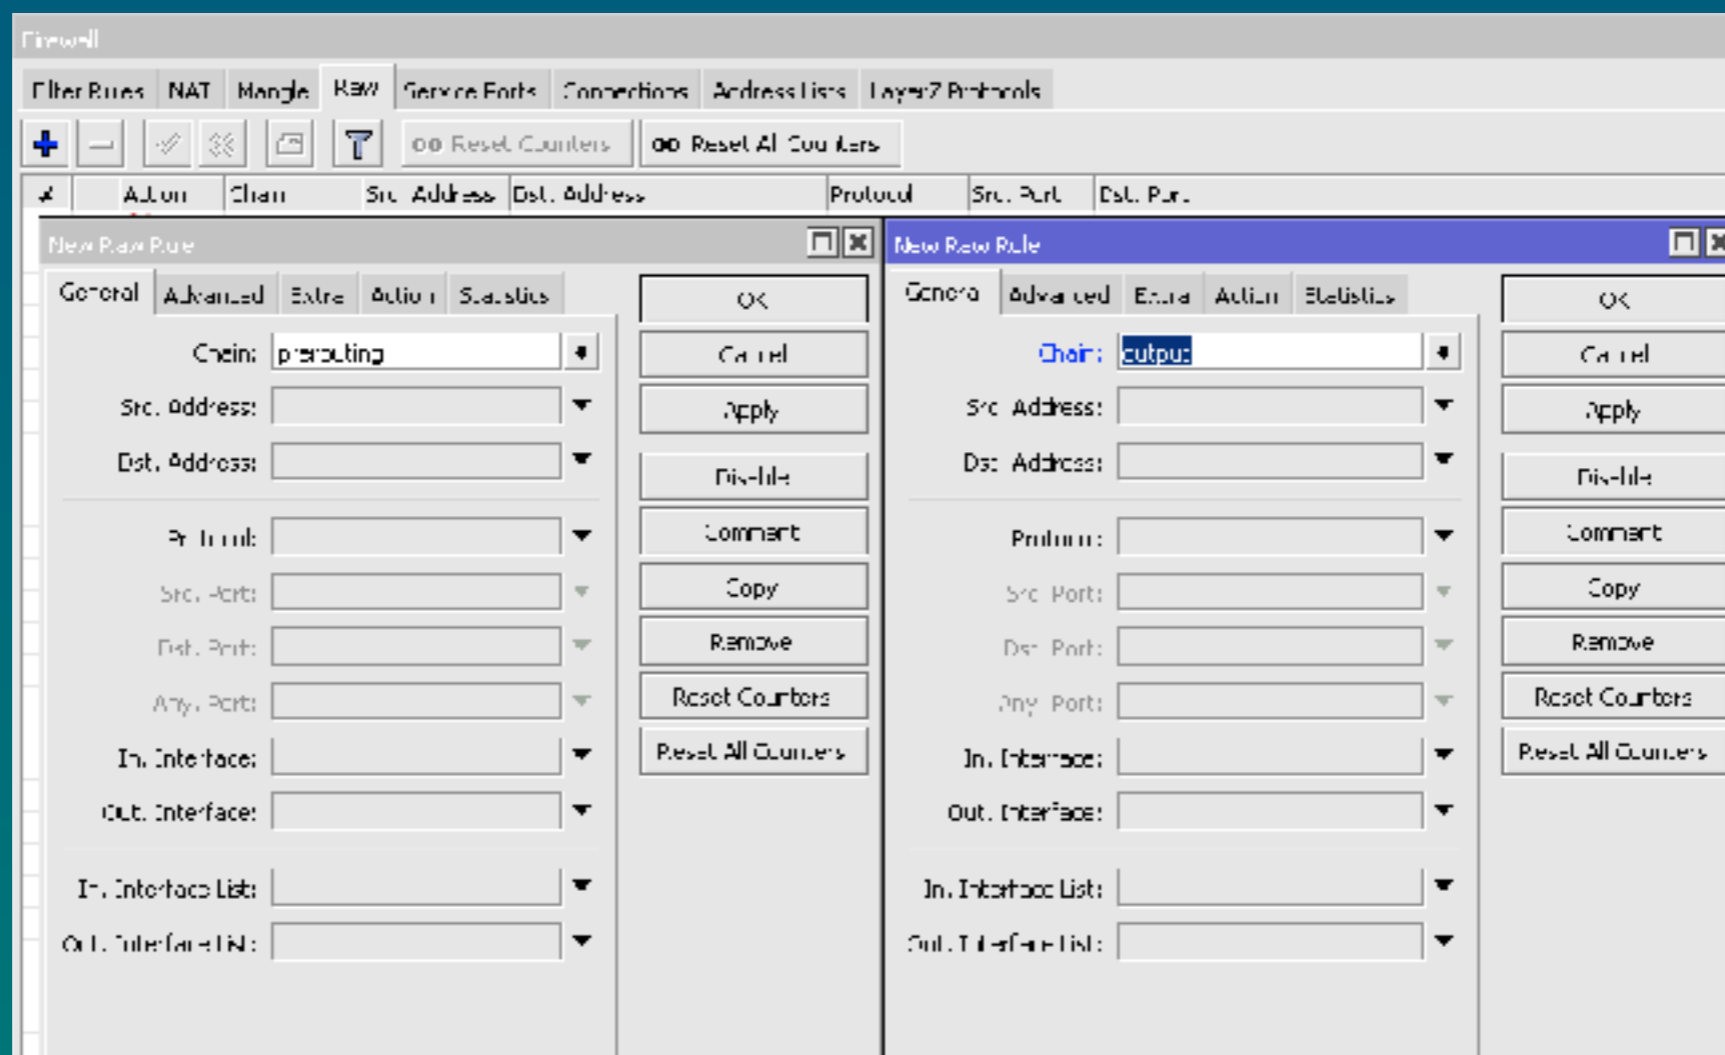 Firewall
Filter Rules NAT Mangle Raw Service Ports Connections Address Lists Layer7 Protocols
Reset Counters Reset All Counters
# Action Chain Src. Address Dst. Address Protocol Src. Port Dst. Port
New Raw Rule New Raw Rule
General Advanced Extra Action Statistics OK General Advanced Extra Action Statistics OK
Chain: prerouting Cancel Chain: output Cancel
Src. Address: Apply Src. Address: Apply
Dst. Address: Disable Dst. Address: Disable
Protocol: Comment Protocol: Comment
Src. Port: Copy Src. Port: Copy
Dst. Port: Remove Dst. Port: Remove
Any. Port: Reset Counters Any. Port: Reset Counters
In. Interface: Reset All Counters In. Interface: Reset All Counters
Out. Interface: Out. Interface:
In. Interface List: In. Interface List:
Out. Interface List: Out. Interface List: